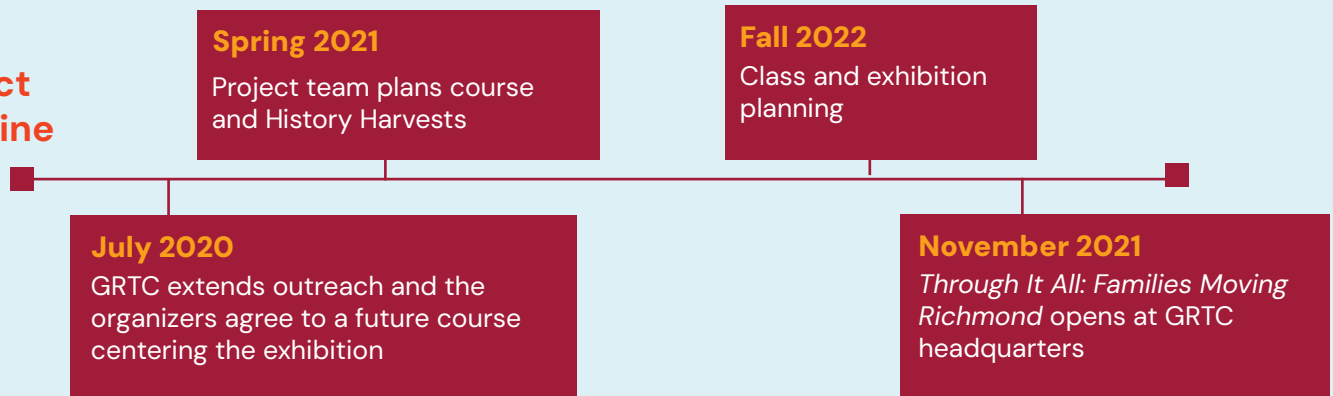 ct
ine
Spring 2021
Project team plans course
and History Harvests
Fall 2022
Class and exhibition
planning
July 2020
GRTC extends outreach and the
organizers agree to a future course
centering the exhibition
November 2021
Through It All: Families Moving
Richmond opens at GRTC
headquarters